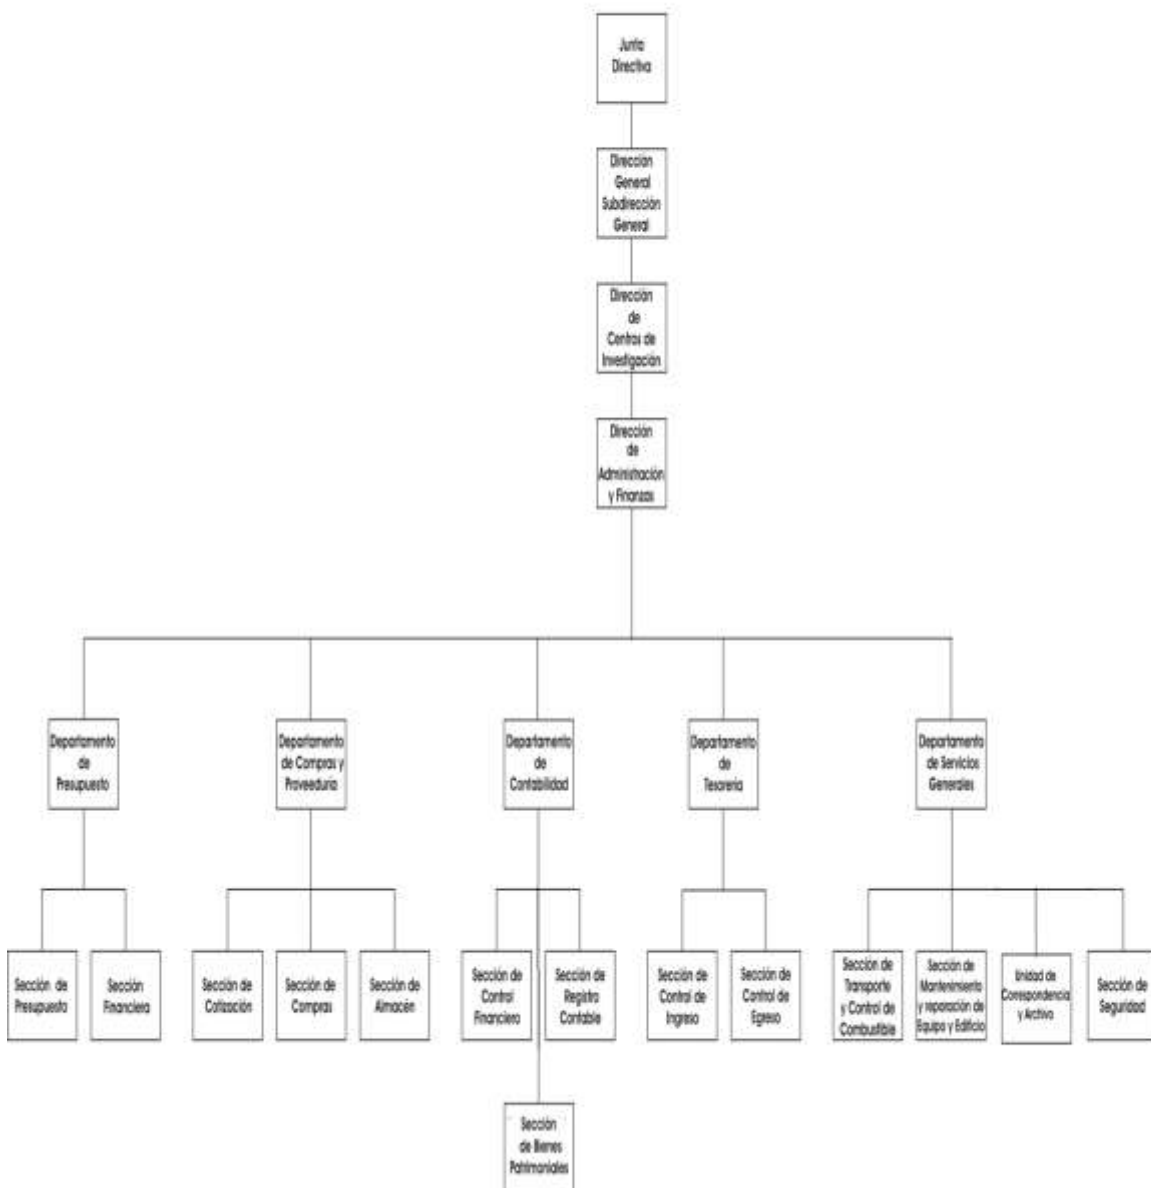 Junta
Directiva
Dirección
General
Subdirección
General
Dirección
de
Centros de
Investigación
Dirección
de
Administración
y Finanzas
Departamento
de
Presupuesto
Departamento
de Compras y
Proveeduría
Departamento
de
Contabilidad
Departamento
de
Tesorería
Departamento
de Servicios
Generales
Sección de
Presupuesto
Sección
Financiera
Sección de
Cotización
Sección de
Compras
Sección de
Almacén
Sección de
Control
Financiero
Sección de
Registro
Contable
Sección de
Control de
Ingreso
Sección de
Control de
Egreso
Sección de
Transporte
y Control de
Combustible
Sección de
Mantenimiento
y reparación de
Equipo y Edificio
Unidad de
Corespondencia
y Archivo
Sección de
Seguridad
Sección
de Bienes
Patrimoniales